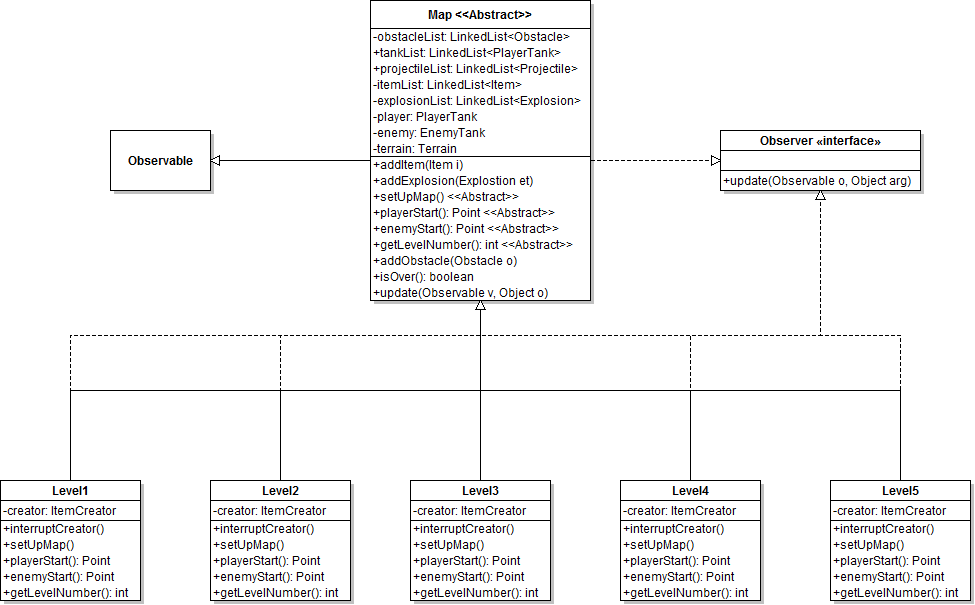 Map <<Abstract>>
-obstacleList: LinkedList<Obstacle>
+tankList: LinkedList<PlayerTank>
+projectileList: LinkedList<Projectile>
-itemList: LinkedList<Item>
-explosionList: LinkedList<Explosion>
-player: PlayerTank
-enemy: EnemyTank
-terrain: Terrain
+addItem(Item i)
+addExplosion(Explostion et)
+setUpMap() <<Abstract>>
+playerStart(): Point <<Abstract>>
+enemyStart(): Point <<Abstract>>
+getLevelNumber(): int <<Abstract>>
+addObstacle(Obstacle o)
+isOver(): boolean
+update(Observable v, Object o)
Observable
Observer «interface»
+update(Observable o, Object arg)
Level1
-creator: ItemCreator
+interruptCreator()
+setUpMap()
+playerStart(): Point
+enemyStart(): Point
+getLevelNumber(): int
Level2
-creator: ItemCreator
+interruptCreator()
+setUpMap()
+playerStart(): Point
+enemyStart(): Point
+getLevelNumber(): int
Level3
-creator: ItemCreator
+interruptCreator()
+setUpMap()
+playerStart(): Point
+enemyStart(): Point
+getLevelNumber(): int
Level4
-creator: ItemCreator
+interruptCreator()
+setUpMap()
+playerStart(): Point
+enemyStart(): Point
+getLevelNumber(): int
Level5
-creator: ItemCreator
+interruptCreator()
+setUpMap()
+playerStart(): Point
+enemyStart(): Point
+getLevelNumber(): int